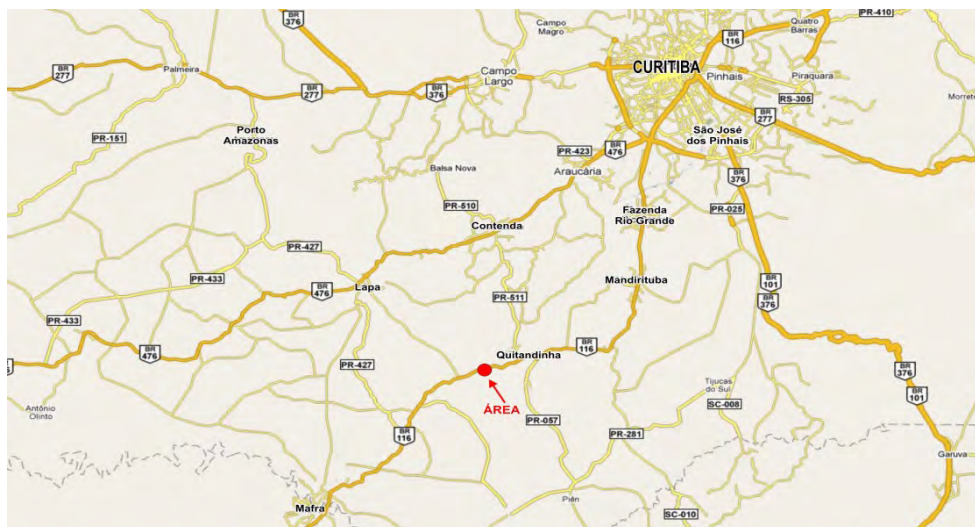 BR
376
Campo
Magro
Quatro
Barras
PR-410
BR
116
BR
277
Palmeira
BR
277
BR
376
Campo
Largo
CURITIBA
Pinhais
Piraquara
RS-305
Morrete
BR
277
PR-151
Porto
Amazonas
PR-423
BR
476
São José
dos Pinhais
Araucária
Balsa Nova
BR
376
PR-510
Fazenda
Rio Grande
PR-025
Contenda
PR-427
PR-433
Lapa
BR
476
Mandirituba
BR
101
BR
376
PR-511
PR-433
BR
476
PR-427
Quitandinha
BR
116
BR
376
BR
101
ÁREA
Tijucas
do Sul
SC-008
Antônio
Olinto
BR
116
PR-057
PR-281
Garuva
Piên
Mafra
SC-010